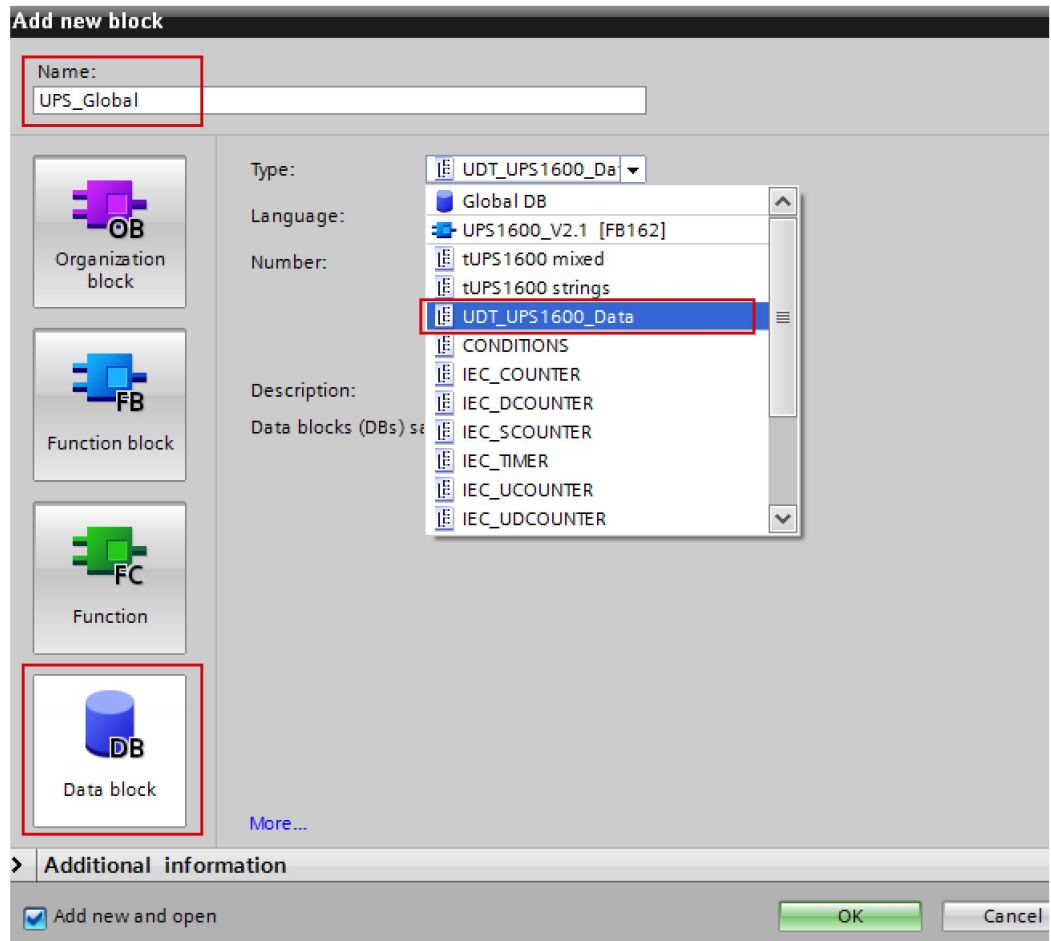 Add new block
Name:
UPS_Global
OB
Organization
block
FB
Function block
FC
Function
DB
Data block
Type:
UDT_UPS1600_Da
Language:
Number:
Description:
Data blocks (DBs) sa
Global DB
UPS1600_V2.1 [FB162]
tUPS1600 mixed
tUPS1600 strings
UDT_UPS1600_Data
CONDITIONS
IEC_COUNTER
IEC_DCOUNTER
IEC_SCOUNTER
IEC_TIMER
IEC_UCOUNTER
IEC_UDCOUNTER
More...
Additional information
Add new and open
OK
Cancel